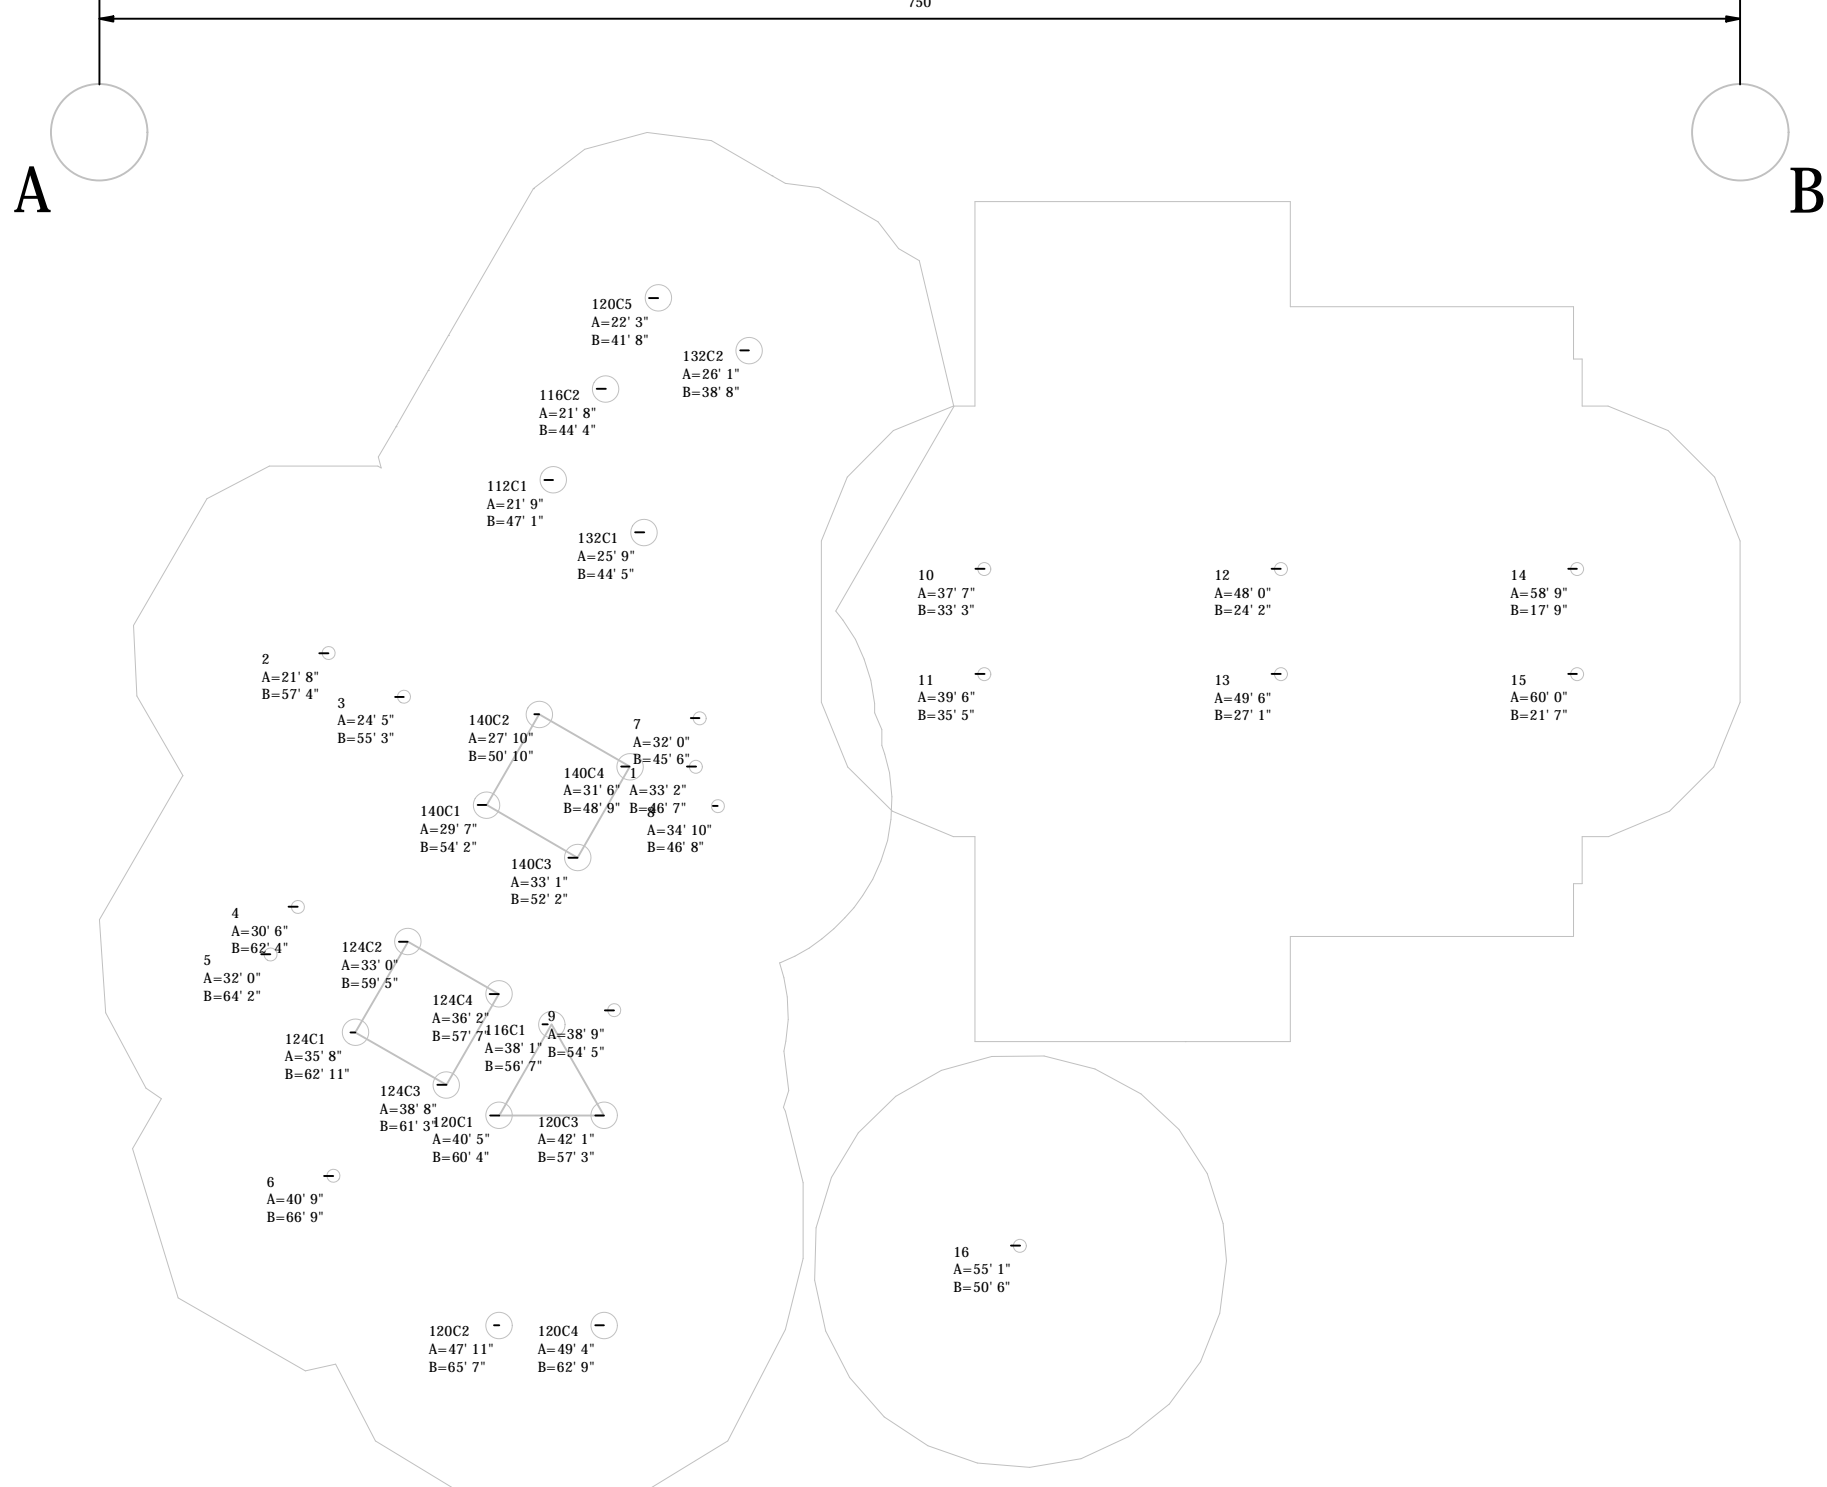 750
A
B
120C5
A=22' 3"
B=41' 8"
132C2
A=26' 1"
B=38' 8"
116C2
A=21' 8"
B=44' 4"
112C1
A=21' 9"
B=47' 1"
132C1
A=25' 9"
B=44' 5"
10
A=37' 7"
B=33' 3"
12
A=48' 0"
B=24' 2"
14
A=58' 9"
B=17' 9"
11
A=39' 6"
B=35' 5"
13
A=49' 6"
B=27' 1"
15
A=60' 0"
B=21' 7"
2
A=21' 8"
B=57' 4"
3
A=24' 5"
B=55' 3"
140C2
A=27' 10"
B=50' 10"
7
A=32' 0"
B=45' 6"
140C4
A=31' 6"
B=48' 9"
1
A=33' 2"
B=46' 7"
8
A=34' 10"
B=46' 8"
140C1
A=29' 7"
B=54' 2"
140C3
A=33' 1"
B=52' 2"
4
A=30' 6"
B=62' 4"
5
A=32' 0"
B=64' 2"
124C2
A=33' 0"
B=59' 5"
124C4
A=36' 2"
B=57' 7"
116C1
A=38' 1"
B=56' 7"
9
A=38' 9"
B=54' 5"
124C1
A=35' 8"
B=62' 11"
124C3
A=38' 8"
B=61' 3"
120C1
A=40' 5"
B=60' 4"
120C3
A=42' 1"
B=57' 3"
6
A=40' 9"
B=66' 9"
16
A=55' 1"
B=50' 6"
120C2
A=47' 11"
B=65' 7"
120C4
A=49' 4"
B=62' 9"